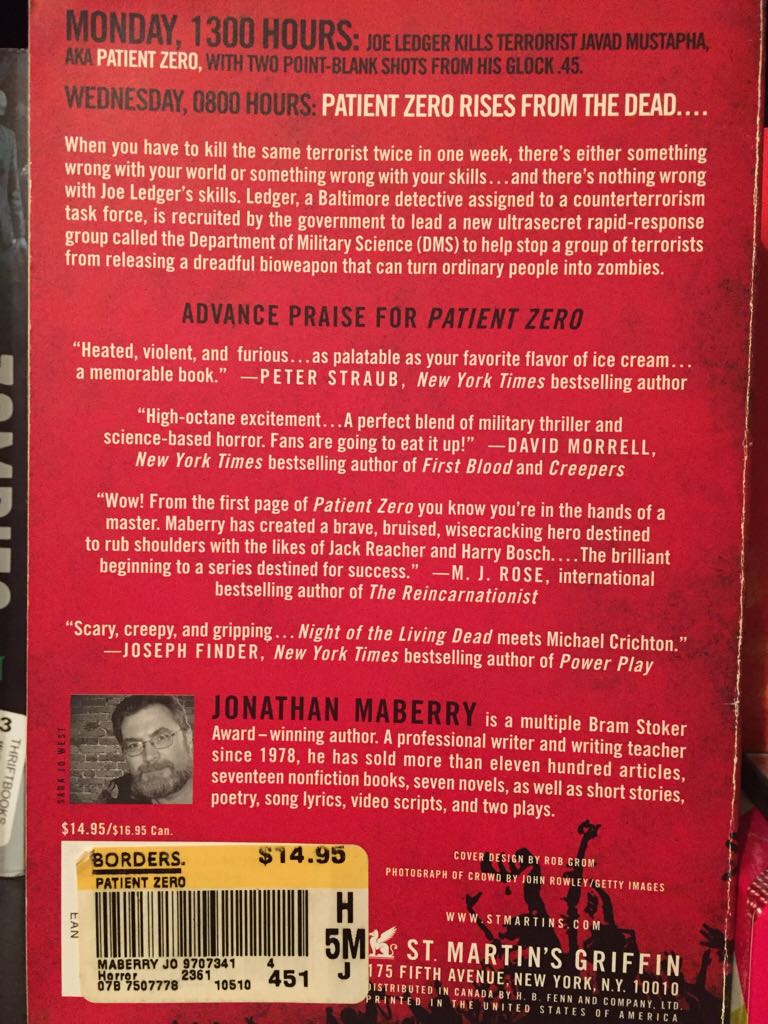 MONDAY, 1300 HOURS: JOE LEDGER KILLS TERRORIST JAVAD MUSTAPHA,
AKA PATIENT ZERO, WITH TWO POINT-BLANK SHOTS FROM HIS GLOCK .45.
WEDNESDAY, 0800 HOURS: PATIENT ZERO RISES FROM THE DEAD....
When you have to kill the same terrorist twice in one week, there's either something
wrong with your world or something wrong with your skills...and there's nothing wrong
with Joe Ledger's skills. Ledger, a Baltimore detective assigned to a counterterrorism
task force, is recruited by the government to lead a new ultrasecret rapid-response
group called the Department of Military Science (DMS) to help stop a group of terrorists
from releasing a dreadful bioweapon that can turn ordinary people into zombies.
ADVANCE PRAISE FOR PATIENT ZERO
"Heated, violent, and furious...as palatable as your favorite flavor of ice cream...
a memorable book." —PETER STRAUB, New York Times bestselling author
"High-octane excitement...A perfect blend of military thriller and
science-based horror. Fans are going to eat it up!" —DAVID MORRELL,
New York Times bestselling author of First Blood and Creepers
"Wow! From the first page of Patient Zero you know you're in the hands of a
master. Maberry has created a brave, bruised, wisecracking hero destined
to rub shoulders with the likes of Jack Reacher and Harry Bosch....The brilliant
beginning to a series destined for success." —M. J. ROSE, international
bestselling author of The Reincarnationist
"Scary, creepy, and gripping...Night of the Living Dead meets Michael Crichton."
—JOSEPH FINDER, New York Times bestselling author of Power Play
SARA JO WEST
JONATHAN MABERRY is a multiple Bram Stoker
Award–winning author. A professional writer and writing teacher
since 1978, he has sold more than eleven hundred articles,
seventeen nonfiction books, seven novels, as well as short stories,
poetry, song lyrics, video scripts, and two plays.
$14.95/$16.95 Can.
BORDERS. $14.95
PATIENT ZERO
EAN
H
5M
J
MABERRY JO 9707341 4
Horror 2361 451
07B 7507778 10510
COVER DESIGN BY ROB GROM
PHOTOGRAPH OF CROWD BY JOHN ROWLEY/GETTY IMAGES
WWW.STMARTINS.COM
ST. MARTIN'S GRIFFIN
175 FIFTH AVENUE, NEW YORK, N.Y. 10010
DISTRIBUTED IN CANADA BY H. B. FENN AND COMPANY, LTD.
PRINTED IN THE UNITED STATES OF AMERICA
THRIFTBOOKS